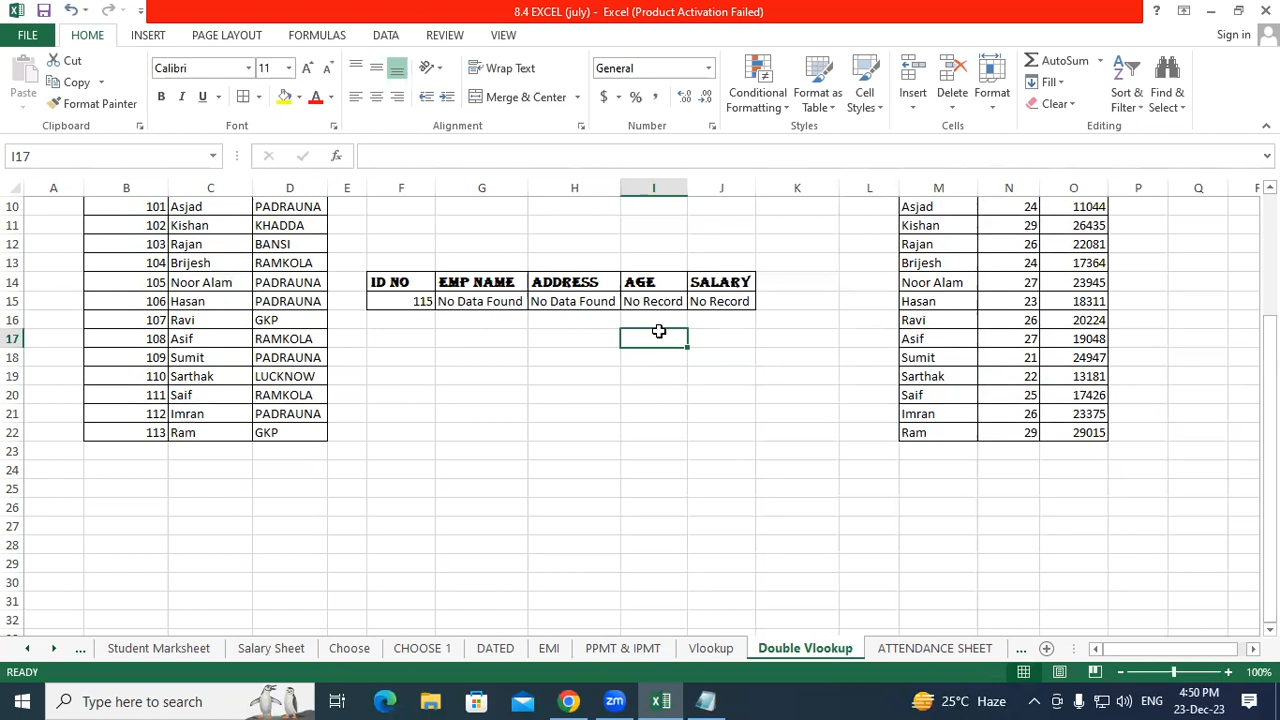 8.4 EXCEL (july) -  Excel (Product Activation Failed)
FILE HOME INSERT PAGE LAYOUT FORMULAS DATA REVIEW VIEW Sign in
Paste
Cut
Copy
Format Painter
Clipboard
Calibri 11
B I U
A
Font
Wrap Text
Merge & Center
Alignment
General
$ % ,
Number
Conditional Formatting
Format as Table
Cell Styles
Styles
Insert
Delete
Format
Cells
AutoSum
Fill
Clear
Sort & Filter
Find & Select
Editing
I17
fx
A B C D E F G H I J K L M N O P Q R
10 101 Asjad PADRAUNA Asjad 24 11044
11 102 Kishan KHADDA Kishan 29 26435
12 103 Rajan BANSI Rajan 26 22081
13 104 Brijesh RAMKOLA Brijesh 24 17364
14 105 Noor Alam PADRAUNA ID NO EMP NAME ADDRESS AGE SALARY Noor Alam 27 23945
15 106 Hasan PADRAUNA 115 No Data Found No Data Found No Record No Record Hasan 23 18311
16 107 Ravi GKP Ravi 26 20224
17 108 Asif RAMKOLA Asif 27 19048
18 109 Sumit PADRAUNA Sumit 21 24947
19 110 Sarthak LUCKNOW Sarthak 22 13181
20 111 Saif RAMKOLA Saif 25 17426
21 112 Imran PADRAUNA Imran 26 23375
22 113 Ram GKP Ram 29 29015
23
24
25
26
27
28
29
30
31
32
... Student Marksheet Salary Sheet Choose CHOOSE 1 DATED EMI PPMT & IPMT Vlookup Double Vlookup ATTENDANCE SHEET ...
READY 100%
Type here to search 25°C Haze ENG 4:50 PM
23-Dec-23